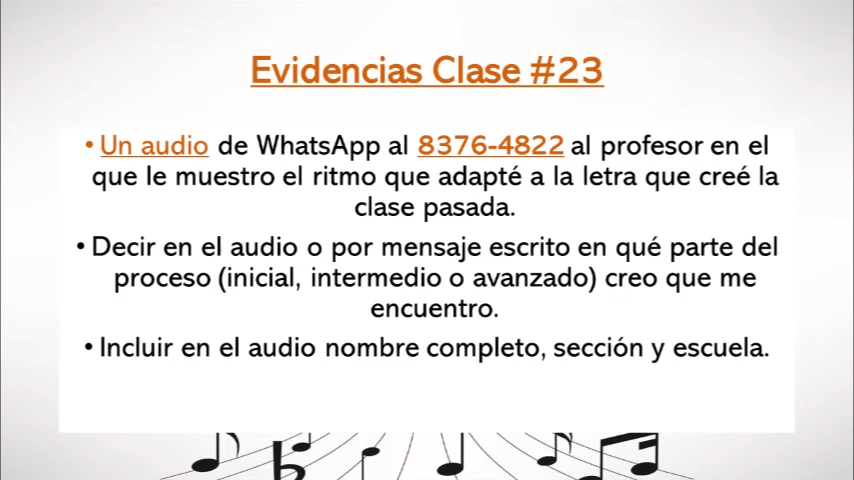 Evidencias Clase #23
• Un audio de WhatsApp al 8376-4822 al profesor en el
que le muestro el ritmo que adapté a la letra que creé la
clase pasada.
• Decir en el audio o por mensaje escrito en qué parte del
proceso (inicial, intermedio o avanzado) creo que me
encuentro.
• Incluir en el audio nombre completo, sección y escuela.